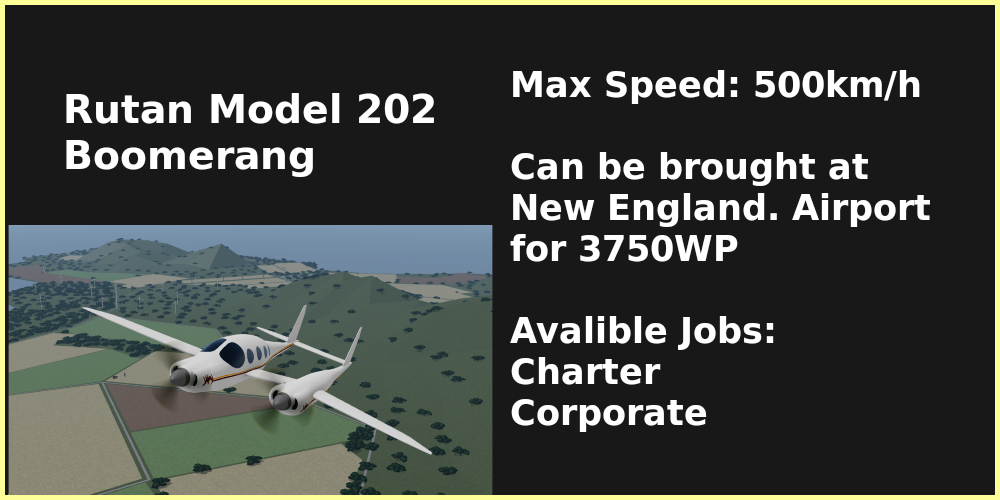 Rutan Model 202
Boomerang
Max Speed: 500km/h
Can be brought at
New England. Airport
for 3750WP
Avalible Jobs:
Charter
Corporate